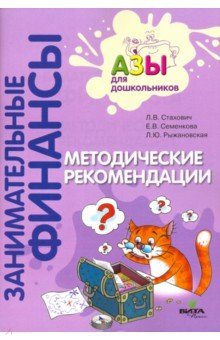 ЗАНИМАТЕЛЬНЫЕ
ФИНАНСЫ
АЗЫ
ДЛЯ
ДОШКОЛЬНИКОВ
Л.В. Стахович
Е.В. Семенкова
Л.Ю. Рыжановская
МЕТОДИЧЕСКИЕ
РЕКОМЕНДАЦИИ
?
?
?
ВИТА